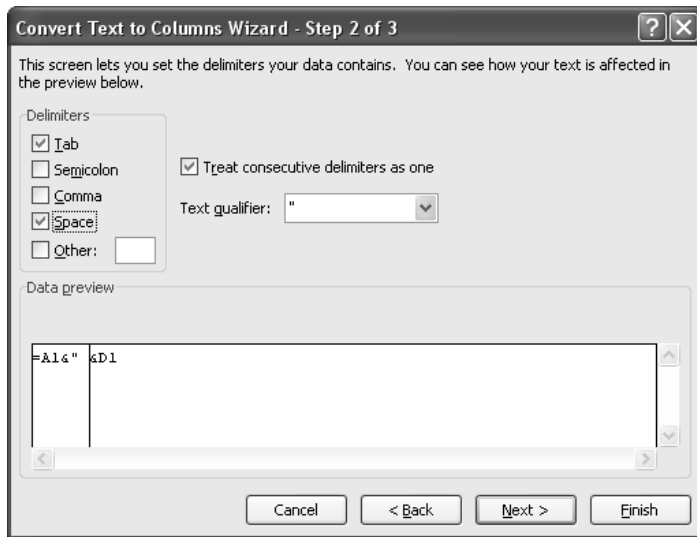 Convert Text to Columns Wizard - Step 2 of 3
This screen lets you set the delimiters your data contains.  You can see how your text is affected in
the preview below.
Delimiters
Tab
Semicolon
Comma
Space
Other:
Treat consecutive delimiters as one
Text qualifier: "
Data preview
=A1&" &D1
Cancel < Back Next > Finish